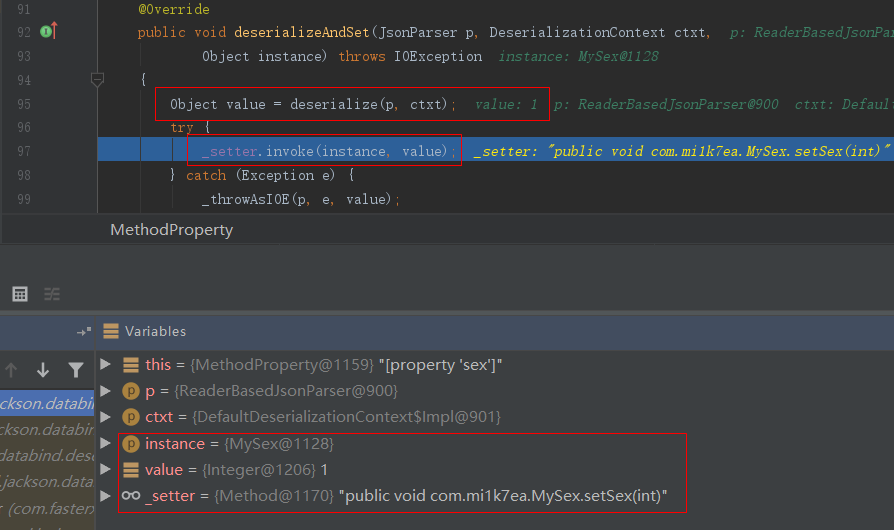 91 @Override
92 public void deserializeAndSet(JsonParser p, DeserializationContext ctxt, p: ReaderBasedJsonPar
93 Object instance) throws IOException instance: MySex@1128
94 {
95 Object value = deserialize(p, ctxt); value: 1 p: ReaderBasedJsonParser@900 ctxt: Default
96 try {
97 _setter.invoke(instance, value); _setter: "public void com.mi1k7ea.MySex.setSex(int)"
98 } catch (Exception e) {
99 _throwAsIOE(p, e, value);
MethodProperty
Variables
this = {MethodProperty@1159} "[property 'sex']"
p = {ReaderBasedJsonParser@900}
ckson.databind
ctxt = {DefaultDeserializationContext$Impl@901}
ckson.databind
instance = {MySex@1128}
databind.dese
value = {Integer@1206} 1
.jackson.datab
_setter = {Method@1170} "public void com.mi1k7ea.MySex.setSex(int)"
r (com.fasterx